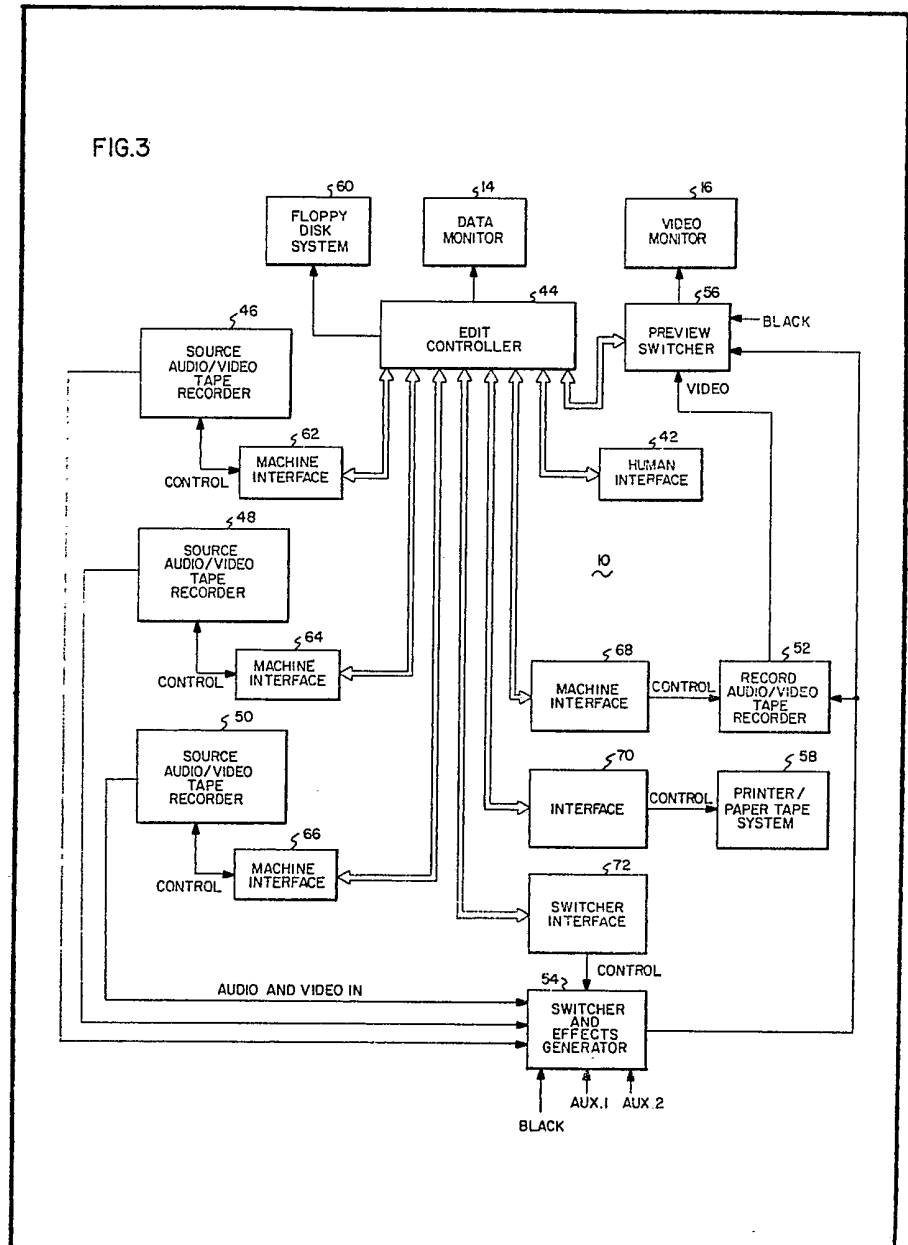 FIG.3
60
FLOPPY
DISK
SYSTEM
14
DATA
MONITOR
16
VIDEO
MONITOR
44
EDIT
CONTROLLER
56
PREVIEW
SWITCHER
BLACK
VIDEO
46
SOURCE
AUDIO/VIDEO
TAPE
RECORDER
CONTROL
62
MACHINE
INTERFACE
42
HUMAN
INTERFACE
10
48
SOURCE
AUDIO/VIDEO
TAPE
RECORDER
CONTROL
64
MACHINE
INTERFACE
68
MACHINE
INTERFACE
CONTROL
52
RECORD
AUDIO/VIDEO
TAPE
RECORDER
50
SOURCE
AUDIO/VIDEO
TAPE
RECORDER
CONTROL
66
MACHINE
INTERFACE
70
INTERFACE
CONTROL
58
PRINTER/
PAPER TAPE
SYSTEM
72
SWITCHER
INTERFACE
CONTROL
AUDIO AND VIDEO IN
54
SWITCHER
AND
EFFECTS
GENERATOR
BLACK
AUX.1
AUX.2